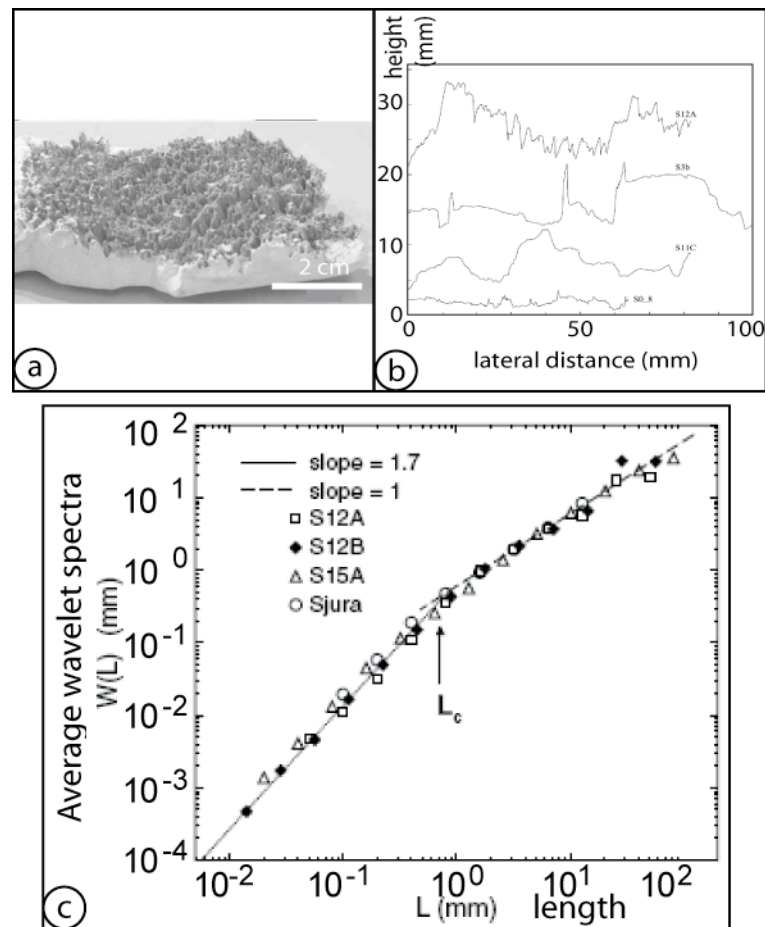 2 cm
a
height
(mm)
30
20
10
0
S12A
S3b
S11C
S0_8
0
50
100
lateral distance (mm)
b
Average wavelet spectra
W(L) (mm)
10 2
10 0
10 -1
10 -2
10 -3
10 -4
slope = 1.7
slope = 1
S12A
S12B
S15A
Sjura
Lc
10 -2
10 -1
10 0
10 1
10 2
L (mm) length
c